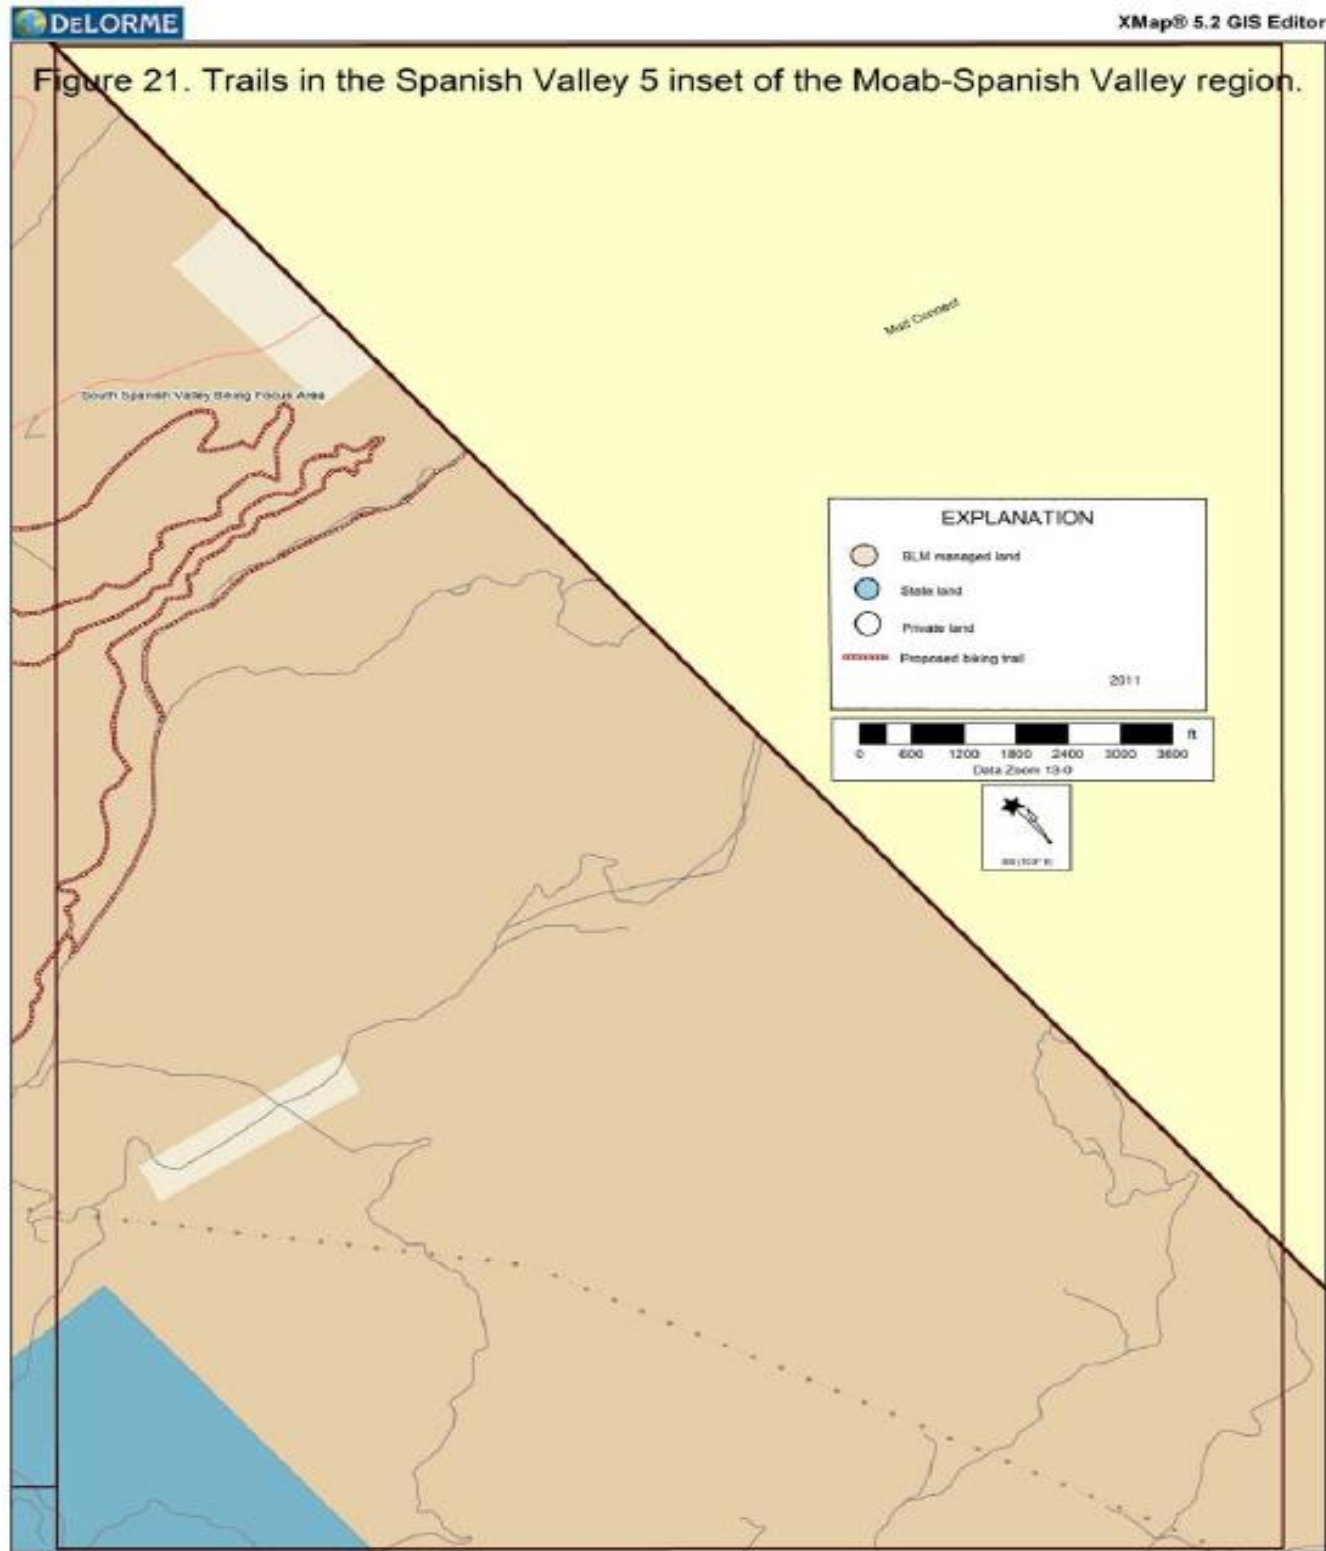 DELORME
XMap® 5.2 GIS Editor
Figure 21. Trails in the Spanish Valley 5 inset of the Moab-Spanish Valley region.
Mud Connect
South Spanish Valley Biking Focus Area
EXPLANATION
BLM managed land
State land
Private land
Proposed biking trail
2011
ft
0 600 1200 1800 2400 3000 3600
Data Zoom 13-0